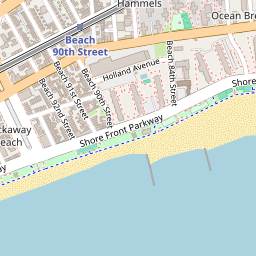 Hammels
Ocean Bre
Beach
90th Street
Holland Avenue
Beach 84th Street
Shore
Beach 91st Street
Beach 90th Street
Beach 92nd Street
ckaway
each
Shore Front Parkway
ay